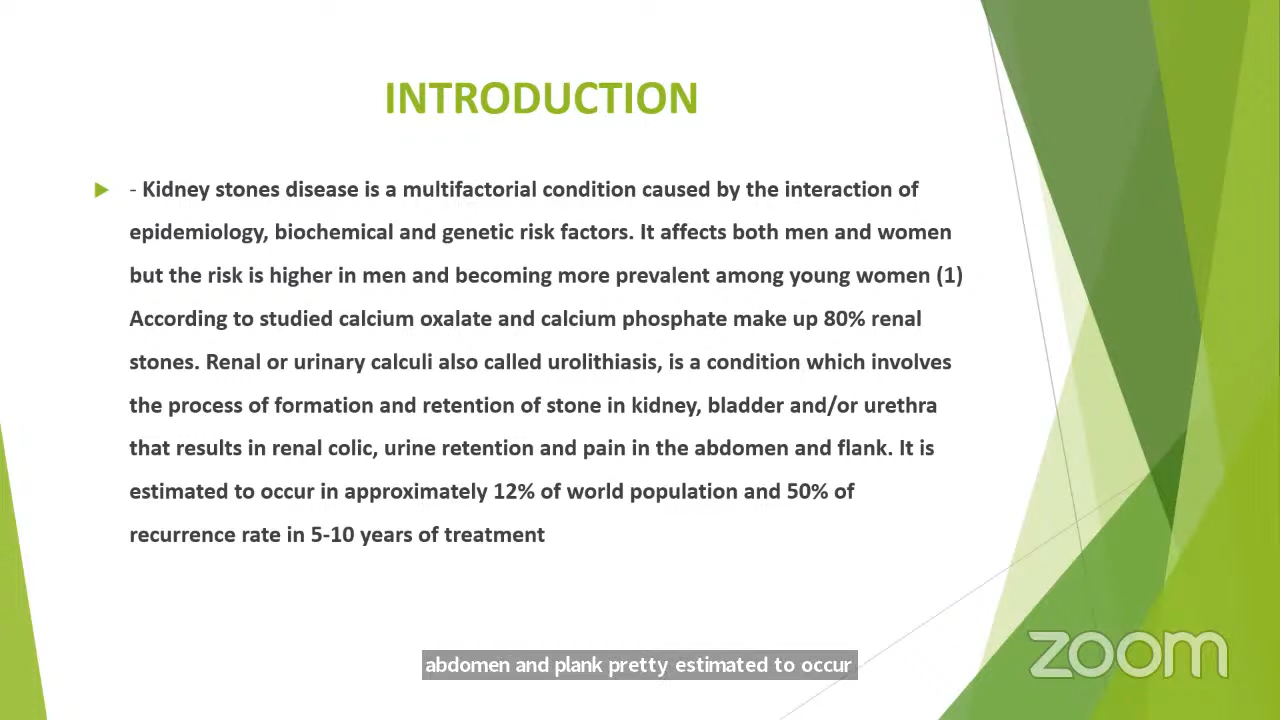 INTRODUCTION
- Kidney stones disease is a multifactorial condition caused by the interaction of
epidemiology, biochemical and genetic risk factors. It affects both men and women
but the risk is higher in men and becoming more prevalent among young women (1)
According to studied calcium oxalate and calcium phosphate make up 80% renal
stones. Renal or urinary calculi also called urolithiasis, is a condition which involves
the process of formation and retention of stone in kidney, bladder and/or urethra
that results in renal colic, urine retention and pain in the abdomen and flank. It is
estimated to occur in approximately 12% of world population and 50% of
recurrence rate in 5-10 years of treatment
abdomen and plank pretty estimated to occur
zoom